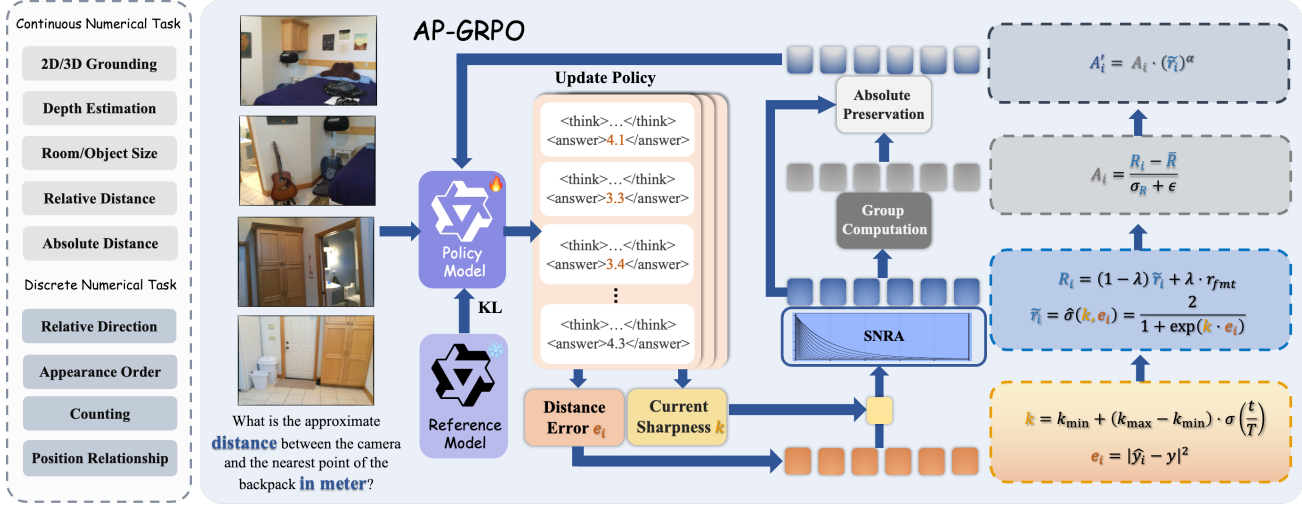 Continuous Numerical Task
2D/3D Grounding
Depth Estimation
Room/Object Size
Relative Distance
Absolute Distance
Discrete Numerical Task
Relative Direction
Appearance Order
Counting
Position Relationship
What is the approximate
distance between the camera
and the nearest point of the
backpack in meter?
AP-GRPO
Policy
Model
KL
Reference
Model
Update Policy
<think>…</think>
<answer>4.1</answer>
<think>…</think>
<answer>3.3</answer>
<think>…</think>
<answer>3.4</answer>
⋮
<think>…</think>
<answer>4.3</answer>
Distance
Error e_i
Current
Sharpness k
Absolute
Preservation
Group
Computation
SNRA
A'_i = A_i · (r̃_i)^α
A_i = (R_i − R̄) / (σ_R + ϵ)
R_i = (1 − λ) r̃_i + λ · r_fmt
r̃_i = σ̂(k, e_i) = 2 / (1 + exp(k · e_i))
k = k_min + (k_max − k_min) · σ(t/T)
e_i = |ŷ_i − y|^2